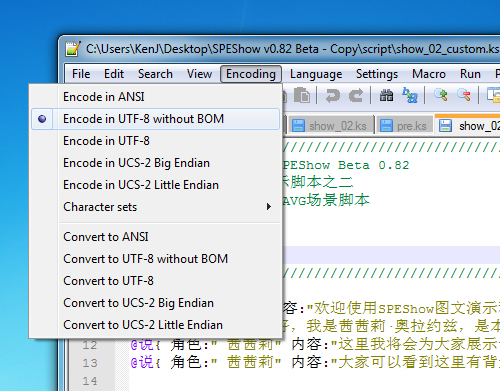 C:\Users\KenJ\Desktop\SPEShow v0.82 Beta - Copy\script\show_02_custom.ks
File Edit Search View Encoding Language Settings Macro Run
show_02.ks pre.ks show_02
Encode in ANSI
Encode in UTF-8 without BOM
Encode in UTF-8
Encode in UCS-2 Big Endian
Encode in UCS-2 Little Endian
Character sets
Convert to ANSI
Convert to UTF-8 without BOM
Convert to UTF-8
Convert to UCS-2 Big Endian
Convert to UCS-2 Little Endian
////////////////////////////////
SPEShow Beta 0.82
示脚本之二
AVG场景脚本
////////////////////////////////
内容:"欢迎使用SPEShow图文演示
我是茜茜莉·奥拉约兹，是本
12 @说{ 角色:" 茜茜莉" 内容:"这里我将会为大家展示
13 @说{ 角色:" 茜茜莉" 内容:"大家可以看到这里有背
14